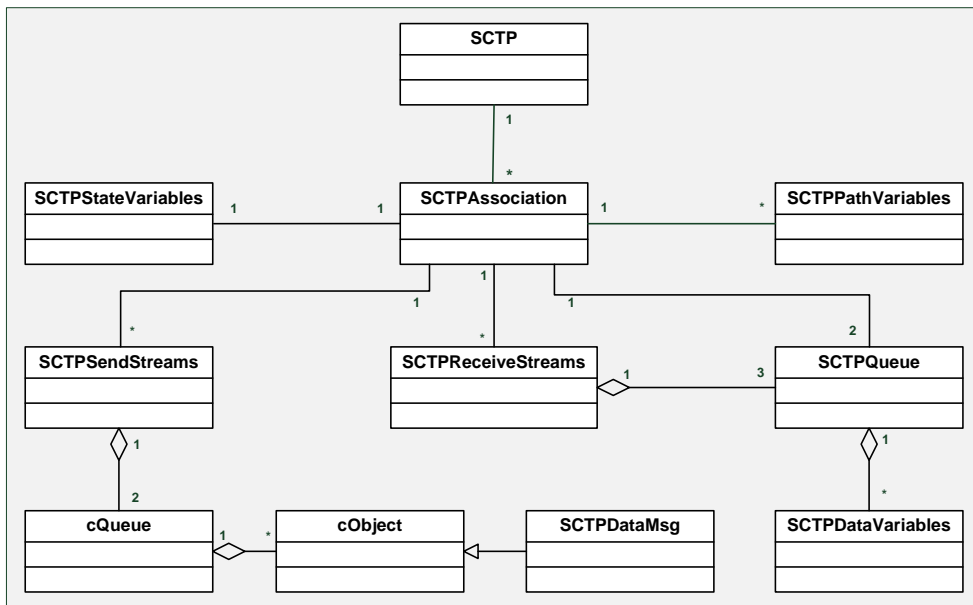 SCTP
1
*
SCTPStateVariables
SCTPAssociation
SCTPPathVariables
1
1
1
*
1
1
1
*
*
2
SCTPSendStreams
SCTPReceiveStreams
SCTPQueue
1
3
1
1
2
*
cQueue
cObject
SCTPDataMsg
SCTPDataVariables
1
*